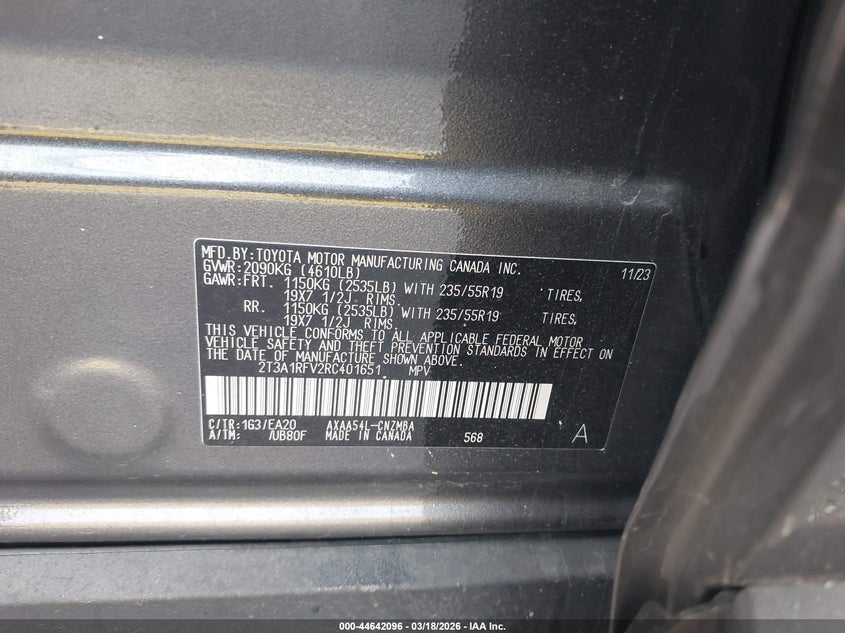 MFD.BY:TOYOTA MOTOR MANUFACTURING CANADA INC. 11/23
GVWR:2090KG (4610LB)
GAWR:FRT. 1150KG (2535LB) WITH 235/55R19 TIRES,
19X7 1/2J RIMS.
RR. 1150KG (2535LB) WITH 235/55R19 TIRES,
19X7 1/2J RIMS.
THIS VEHICLE CONFORMS TO ALL APPLICABLE FEDERAL MOTOR
VEHICLE SAFETY AND THEFT PREVENTION STANDARDS IN EFFECT ON
THE DATE OF MANUFACTURE SHOWN ABOVE.
2T3A1RFV2RC401651 MPV
C/TR:1G3/EA20 AXAA54L-CNZMBA
A/TM: /UB80F MADE IN CANADA 568 A
000-44642096 | 03/18/2026 | IAA Inc.